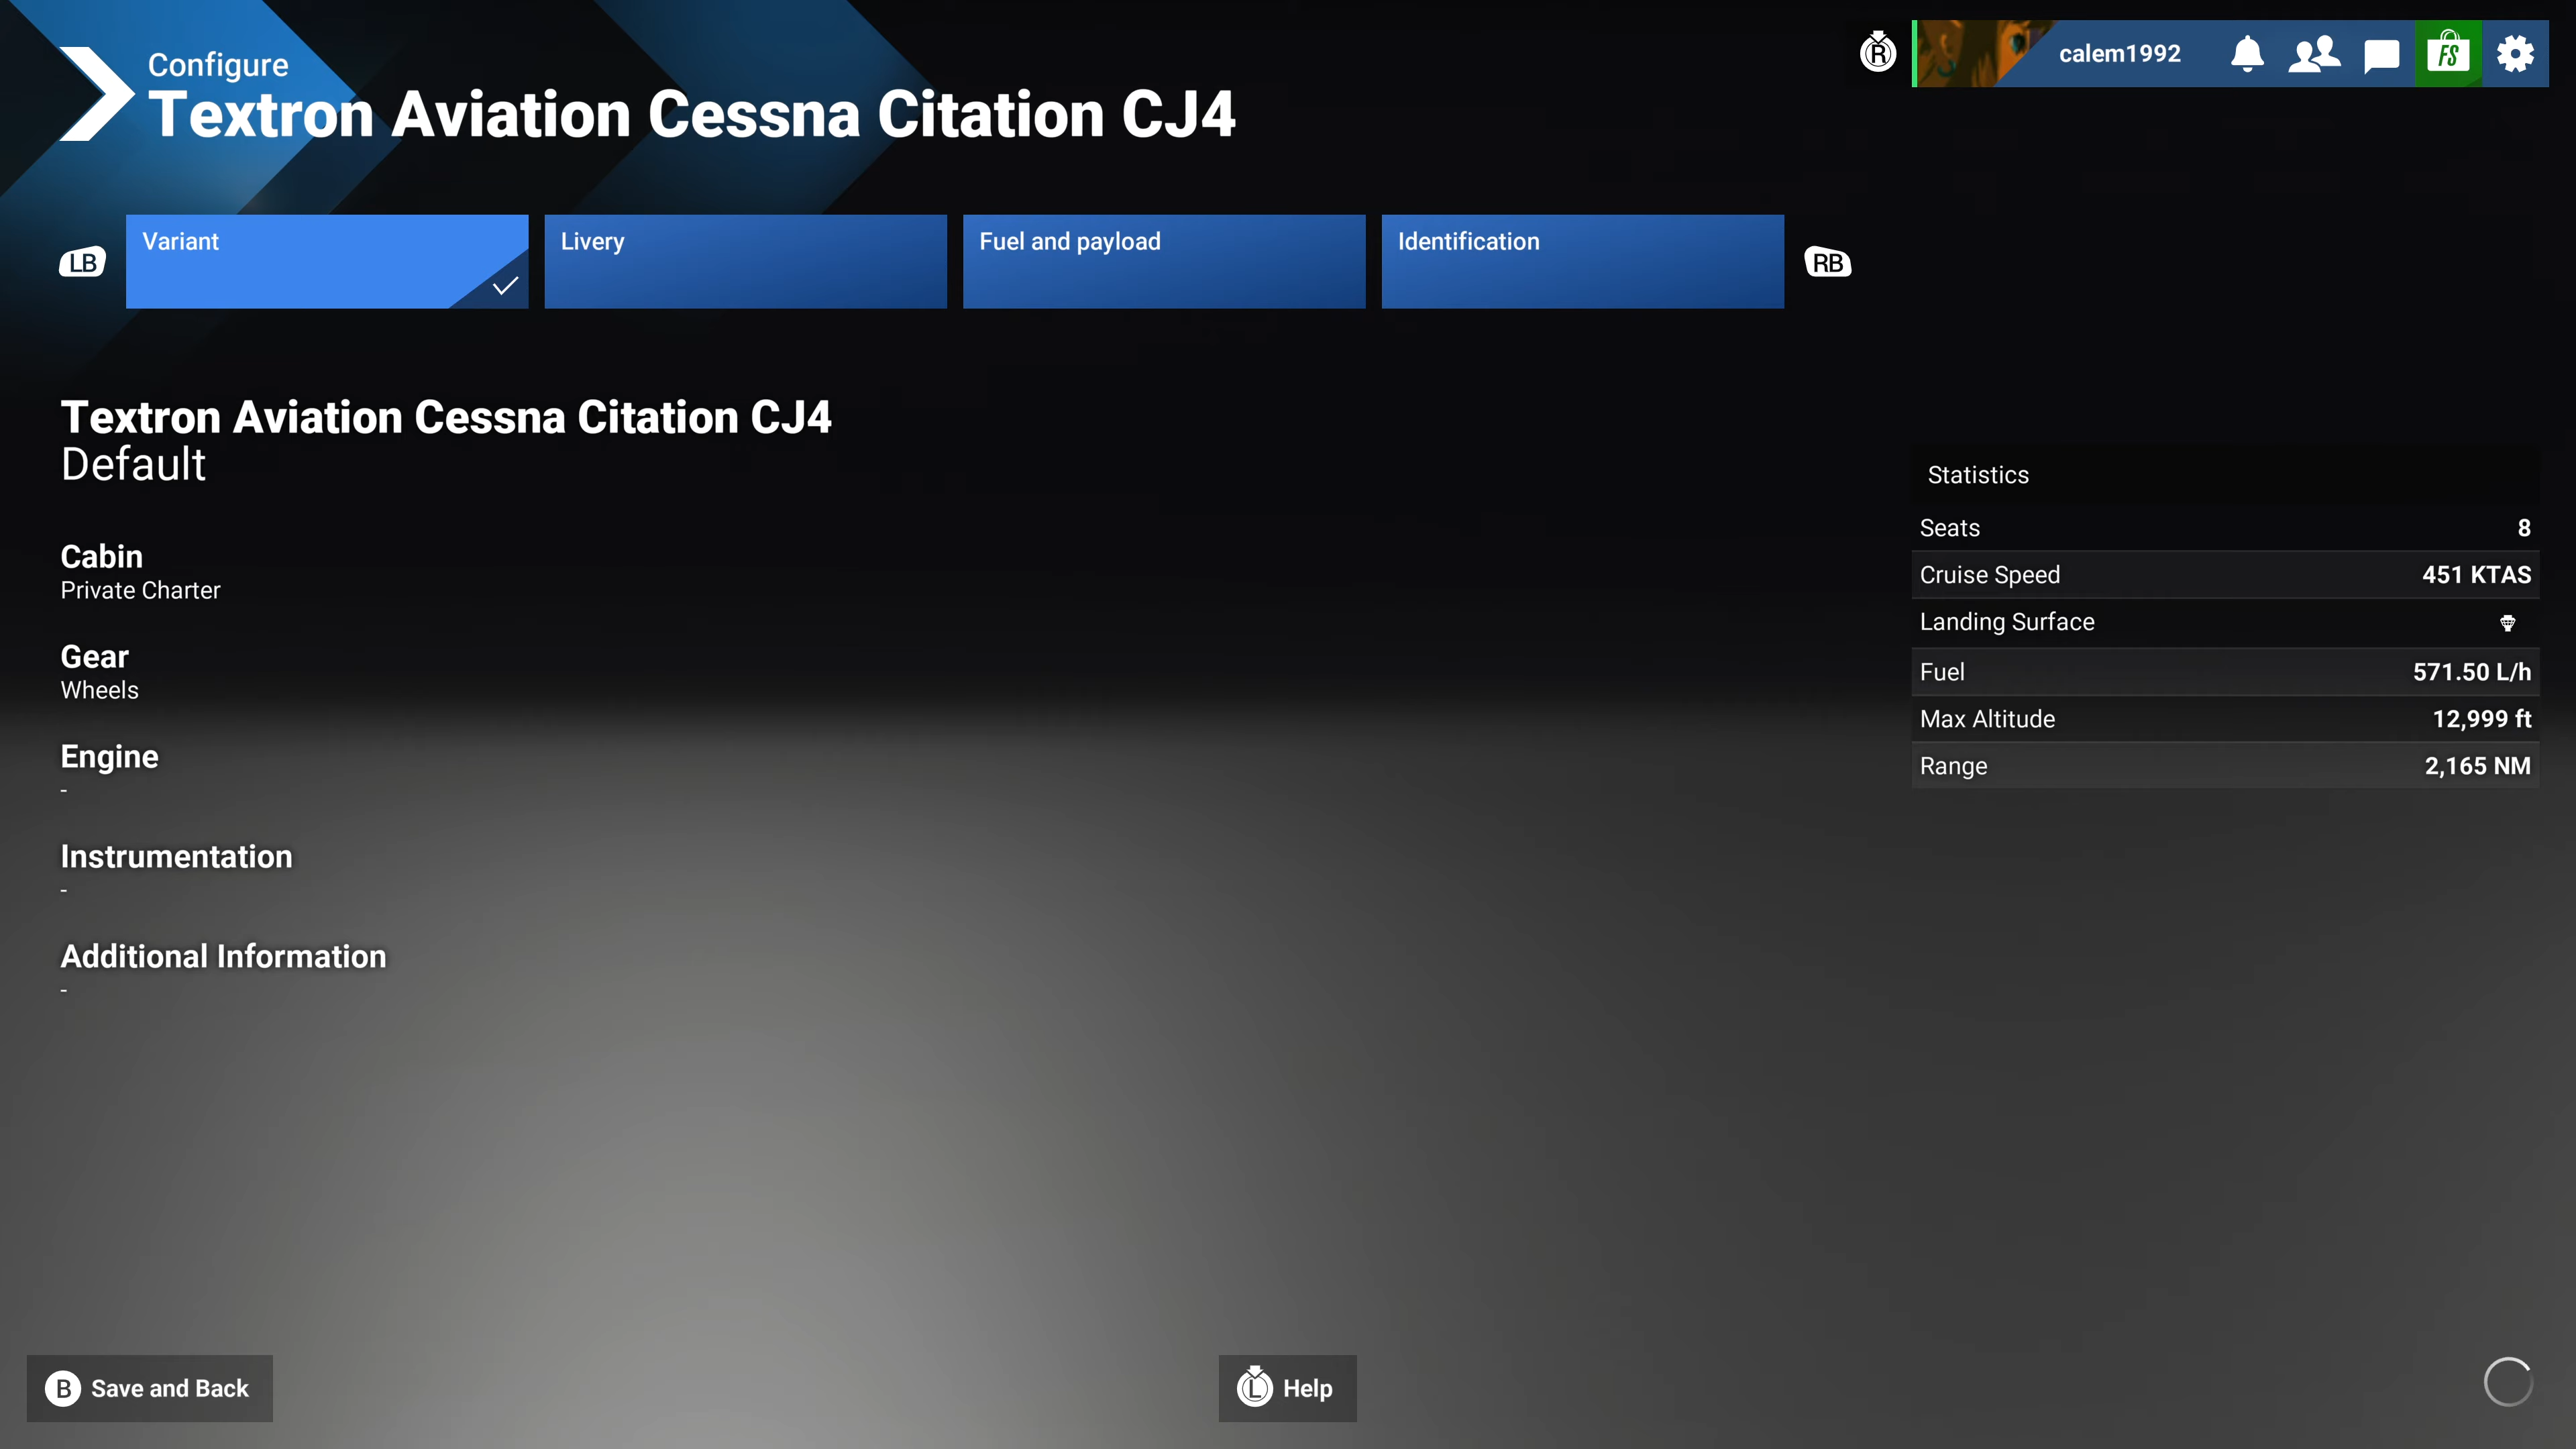 Configure
Textron Aviation Cessna Citation CJ4
R
calem1992
FS
LB
Variant
Livery
Fuel and payload
Identification
RB
Textron Aviation Cessna Citation CJ4
Default
Cabin
Private Charter
Gear
Wheels
Engine
-
Instrumentation
-
Additional Information
-
Statistics
Seats 8
Cruise Speed 451 KTAS
Landing Surface
Fuel 571.50 L/h
Max Altitude 12,999 ft
Range 2,165 NM
B Save and Back
L Help